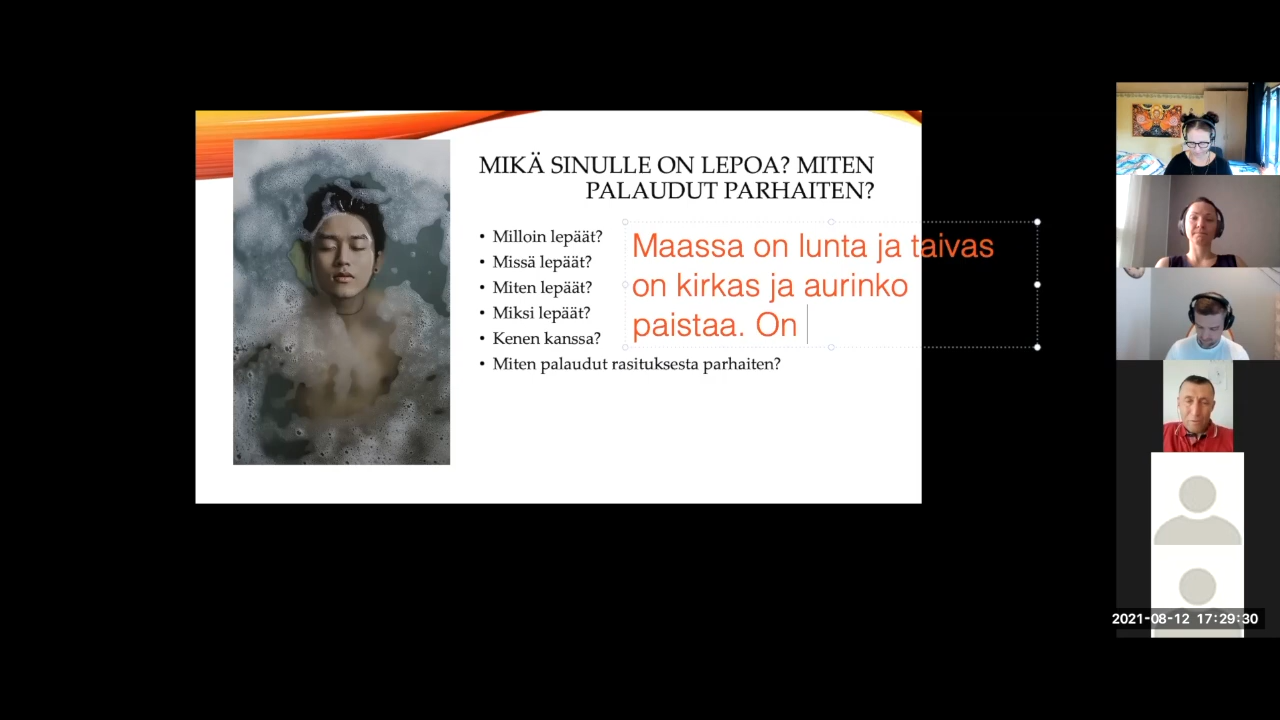 MIKÄ SINULLE ON LEPOA? MITEN
PALAUDUT PARHAITEN?
• Milloin lepäät?
• Missä lepäät?
• Miten lepäät?
• Miksi lepäät?
• Kenen kanssa?
• Miten palaudut rasituksesta parhaiten?
Maassa on lunta ja taivas
on kirkas ja aurinko
paistaa. On
2021-08-12 17:29:30